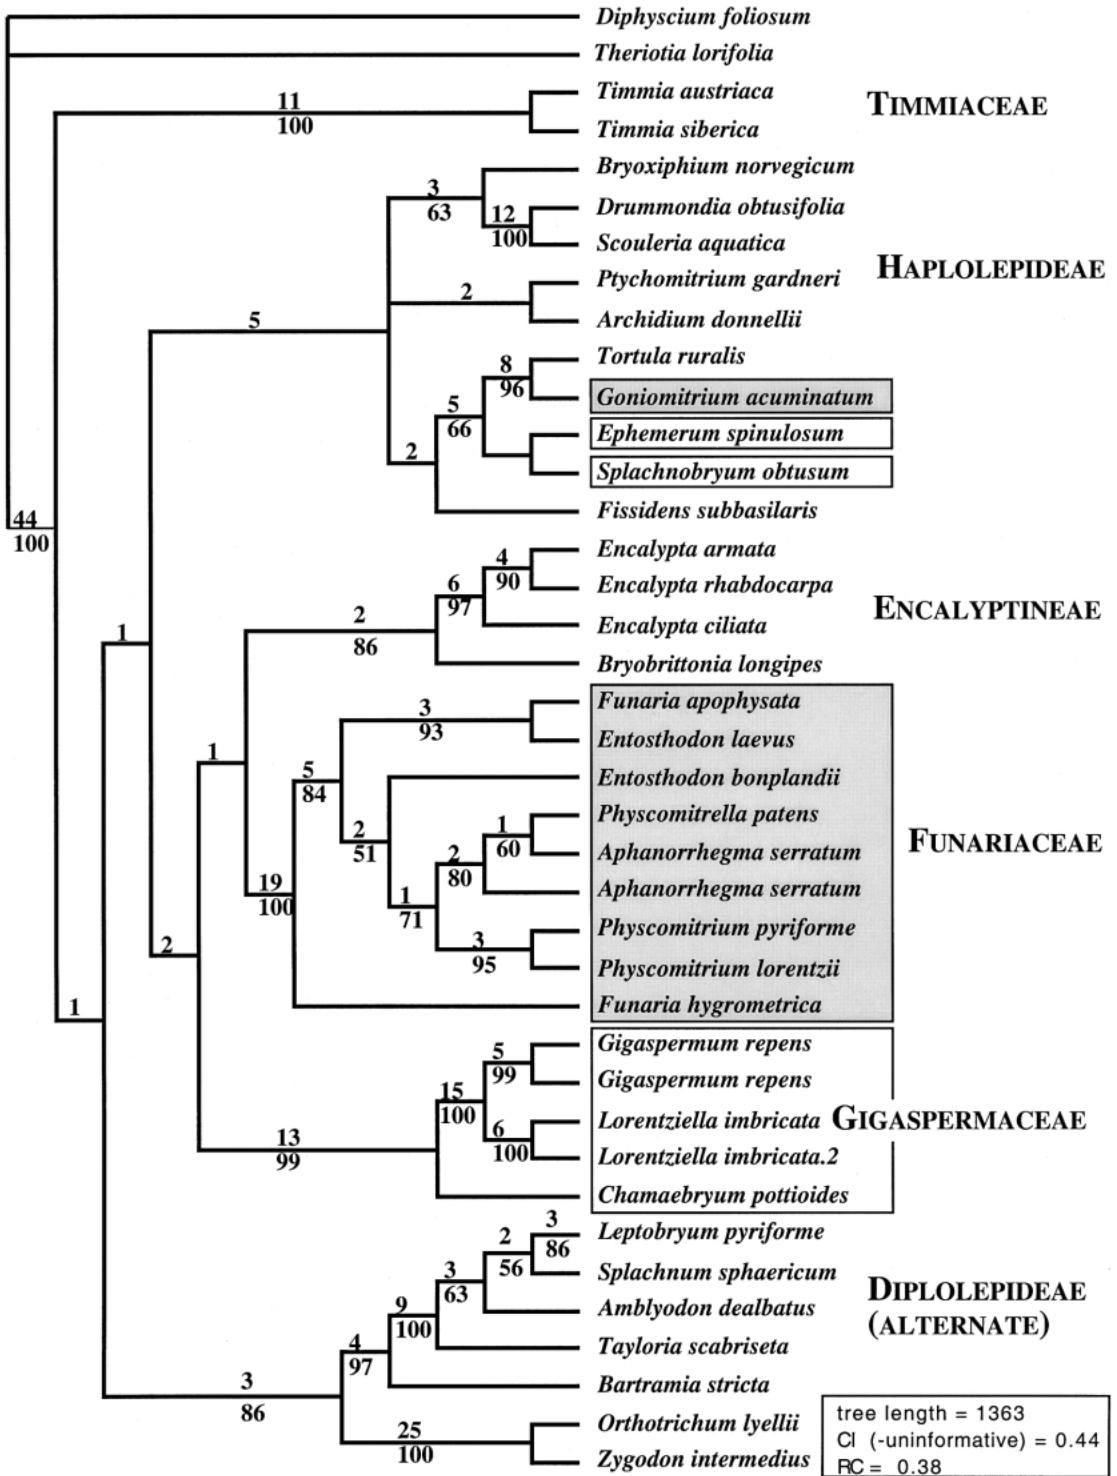 Diphyscium foliosum
Theriotia lorifolia
Timmia austriaca
11
TIMMIACEAE
100
Timmia siberica
Bryoxiphium norvegicum
3
63
Drummondia obtusifolia
12
100
Scouleria aquatica
HAPLOLEPIDEAE
Ptychomitrium gardneri
2
Archidium donnellii
5
Tortula ruralis
8
96
Goniomitrium acuminatum
5
66
Ephemerum spinulosum
2
Splachnobryum obtusum
Fissidens subbasilaris
44
100
Encalypta armata
4
90
Encalypta rhabdocarpa
6
97
ENCALYPTINEAE
Encalypta ciliata
2
86
1
Bryobrittonia longipes
Funaria apophysata
3
93
Entosthodon laevus
1
5
84
Entosthodon bonplandii
Physcomitrella patens
1
60
2
51
FUNARIACEAE
Aphanorrhegma serratum
2
80
19
100
Aphanorrhegma serratum
1
71
Physcomitrium pyriforme
3
95
2
Physcomitrium lorentzii
Funaria hygrometrica
1
Gigaspermum repens
5
99
Gigaspermum repens
15
100
Lorentziella imbricata
GIGASPERMACEAE
6
100
13
99
Lorentziella imbricata.2
Chamaebryum pottioides
Leptobryum pyriforme
3
86
2
56
Splachnum sphaericum
3
63
DIPLOLEPIDEAE
(ALTERNATE)
Amblyodon dealbatus
9
100
Tayloria scabriseta
4
97
Bartramia stricta
3
86
Orthotrichum lyellii
25
100
Zygodon intermedius
tree length = 1363
CI (-uninformative) = 0.44
RC = 0.38